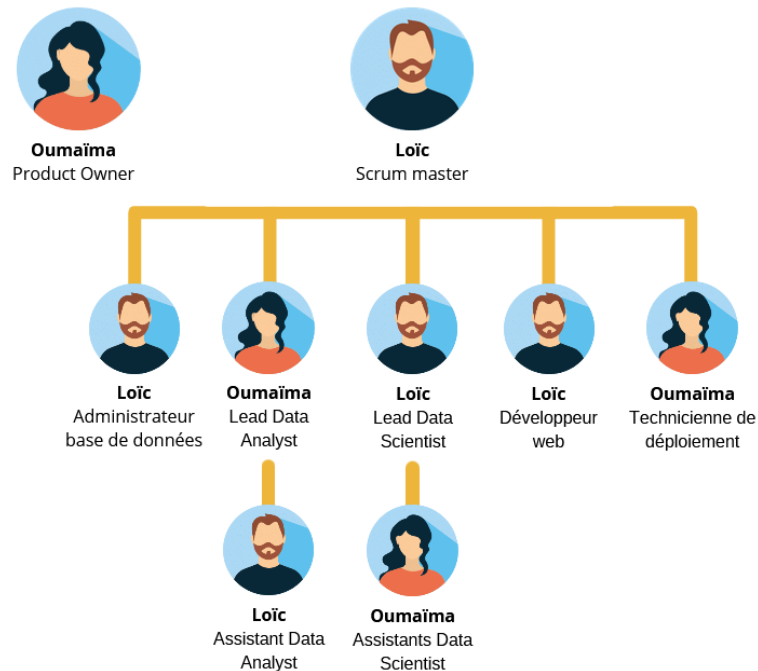 Oumaïma
Product Owner
Loïc
Scrum master
Loïc
Administrateur
base de données
Oumaïma
Lead Data
Analyst
Loïc
Lead Data
Scientist
Loïc
Développeur
web
Oumaïma
Technicienne de
déploiement
Loïc
Assistant Data
Analyst
Oumaïma
Assistants Data
Scientist